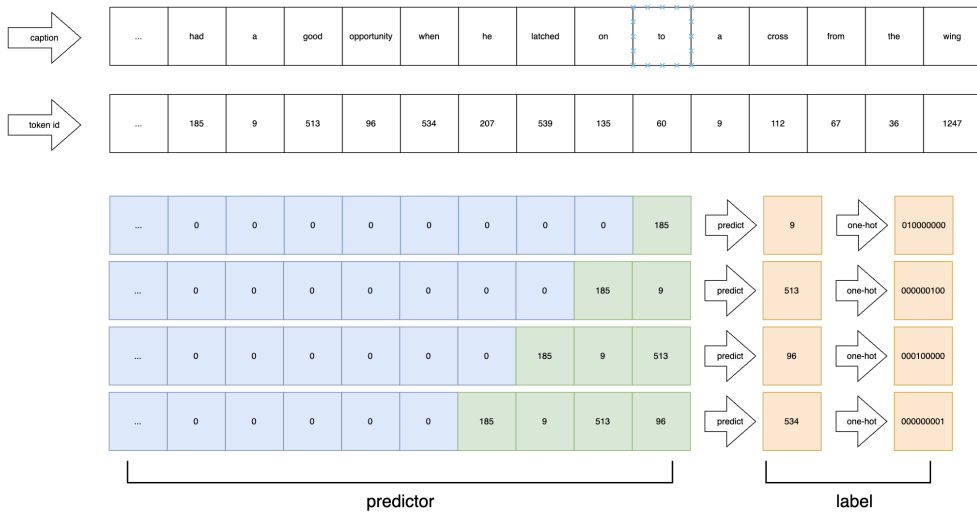 caption ... had a good opportunity when he latched on to a cross from the wing
token id ... 185 9 513 96 534 207 539 135 60 9 112 67 36 1247
... 0 0 0 0 0 0 0 0 185 predict 9 one-hot 010000000
... 0 0 0 0 0 0 0 185 9 predict 513 one-hot 000000100
... 0 0 0 0 0 0 185 9 513 predict 96 one-hot 000100000
... 0 0 0 0 0 185 9 513 96 predict 534 one-hot 000000001
predictor label